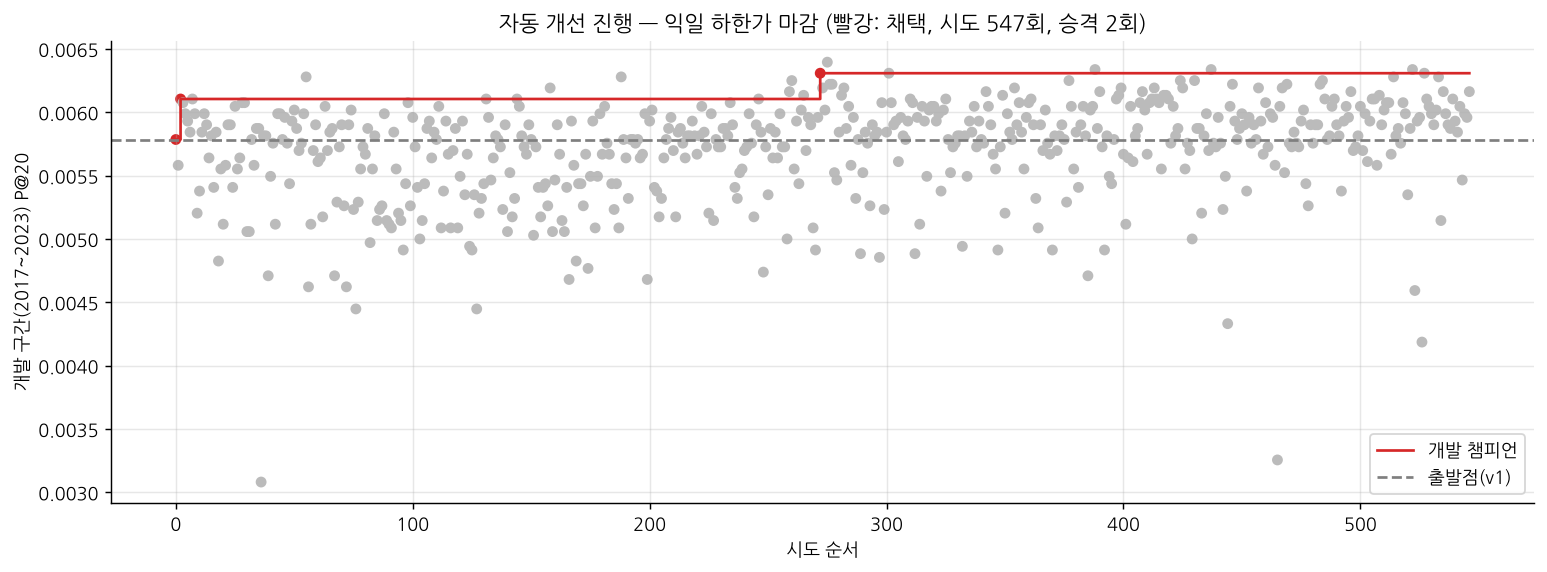 자동 개선 진행 — 익일 하한가 마감 (빨강: 채택, 시도 547회, 승격 2회)
개발 구간(2017~2023) P@20
0.0065
0.0060
0.0055
0.0050
0.0045
0.0040
0.0035
0.0030
개발 챔피언
출발점(v1)
0 100 200 300 400 500
시도 순서